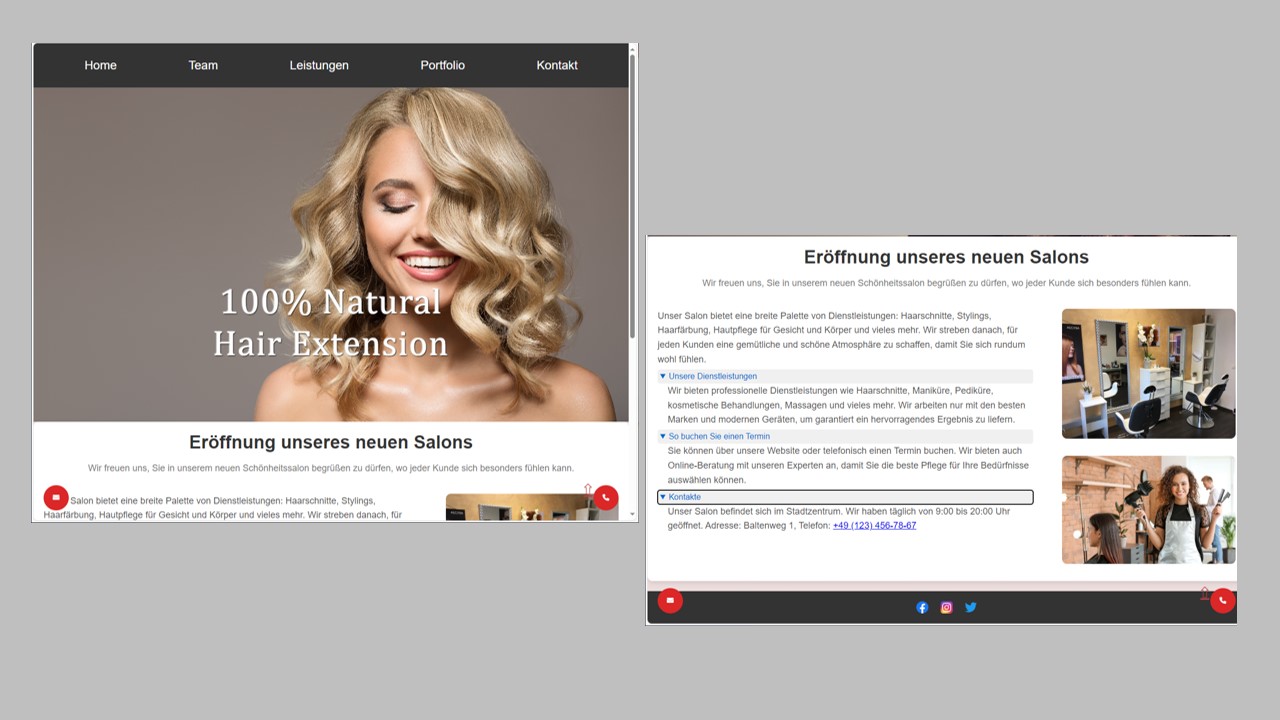 Home Team Leistungen Portfolio Kontakt
100% Natural
Hair Extension
Eröffnung unseres neuen Salons
Wir freuen uns, Sie in unserem neuen Schönheitssalon begrüßen zu dürfen, wo jeder Kunde sich besonders fühlen kann.
Salon bietet eine breite Palette von Dienstleistungen: Haarschnitte, Stylings,
Haarfärbung, Hautpflege für Gesicht und Körper und vieles mehr. Wir streben danach, für
Eröffnung unseres neuen Salons
Wir freuen uns, Sie in unserem neuen Schönheitssalon begrüßen zu dürfen, wo jeder Kunde sich besonders fühlen kann.
Unser Salon bietet eine breite Palette von Dienstleistungen: Haarschnitte, Stylings,
Haarfärbung, Hautpflege für Gesicht und Körper und vieles mehr. Wir streben danach, für
jeden Kunden eine gemütliche und schöne Atmosphäre zu schaffen, damit Sie sich rundum
wohl fühlen.
▼ Unsere Dienstleistungen
Wir bieten professionelle Dienstleistungen wie Haarschnitte, Maniküre, Pediküre,
kosmetische Behandlungen, Massagen und vieles mehr. Wir arbeiten nur mit den besten
Marken und modernen Geräten, um garantiert ein hervorragendes Ergebnis zu liefern.
▼ So buchen Sie einen Termin
Sie können über unsere Website oder telefonisch einen Termin buchen. Wir bieten auch
Online-Beratung mit unseren Experten an, damit Sie die beste Pflege für Ihre Bedürfnisse
auswählen können.
▼ Kontakte
Unser Salon befindet sich im Stadtzentrum. Wir haben täglich von 9:00 bis 20:00 Uhr
geöffnet. Adresse: Baltenweg 1, Telefon: +49 (123) 456-78-67